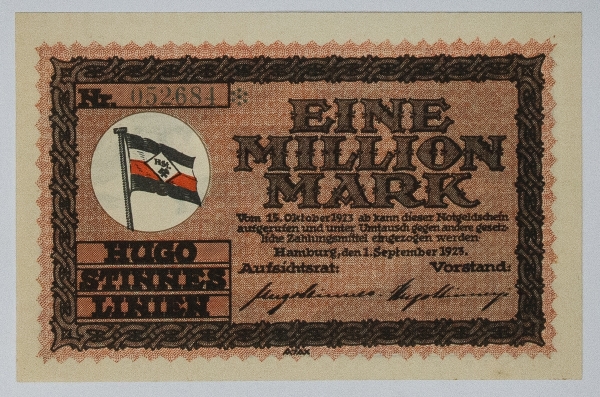 Nr. 052684 *
EINE
MILLION
MARK
Vom 15. Oktober 1923 ab kann dieser Notgeldschein
aufgerufen und unter Umtausch gegen andere gesetz-
liche Zahlungsmittel eingezogen werden.
Hamburg, den 1. September 1923.
Aufsichtsrat: Vorstand:
HUGO
STINNES
LINIEN